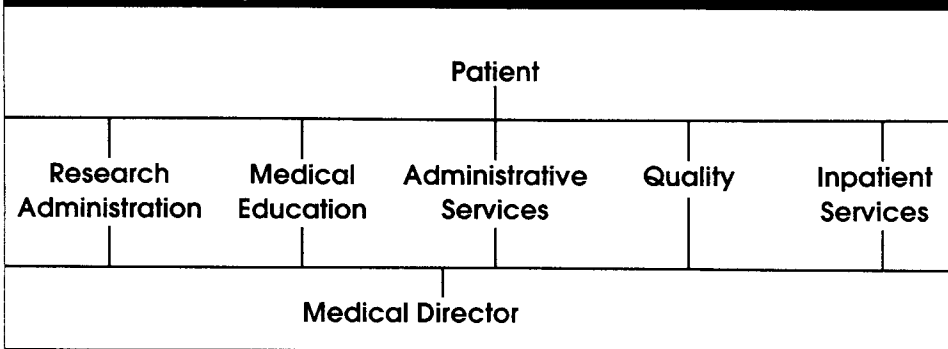 Patient
Research
Administration
Medical
Education
Administrative
Services
Quality
Inpatient
Services
Medical Director